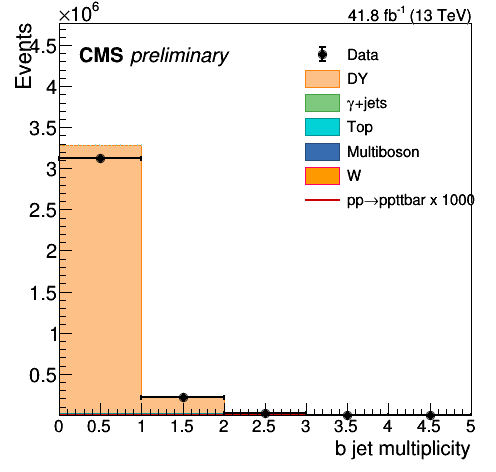 ×10⁶
41.8 fb⁻¹ (13 TeV)
Events
CMS preliminary
Data
DY
γ+jets
Top
Multiboson
W
pp→ppttbar x 1000
4.5
4
3.5
3
2.5
2
1.5
1
0.5
0 0.5 1 1.5 2 2.5 3 3.5 4 4.5 5
b jet multiplicity